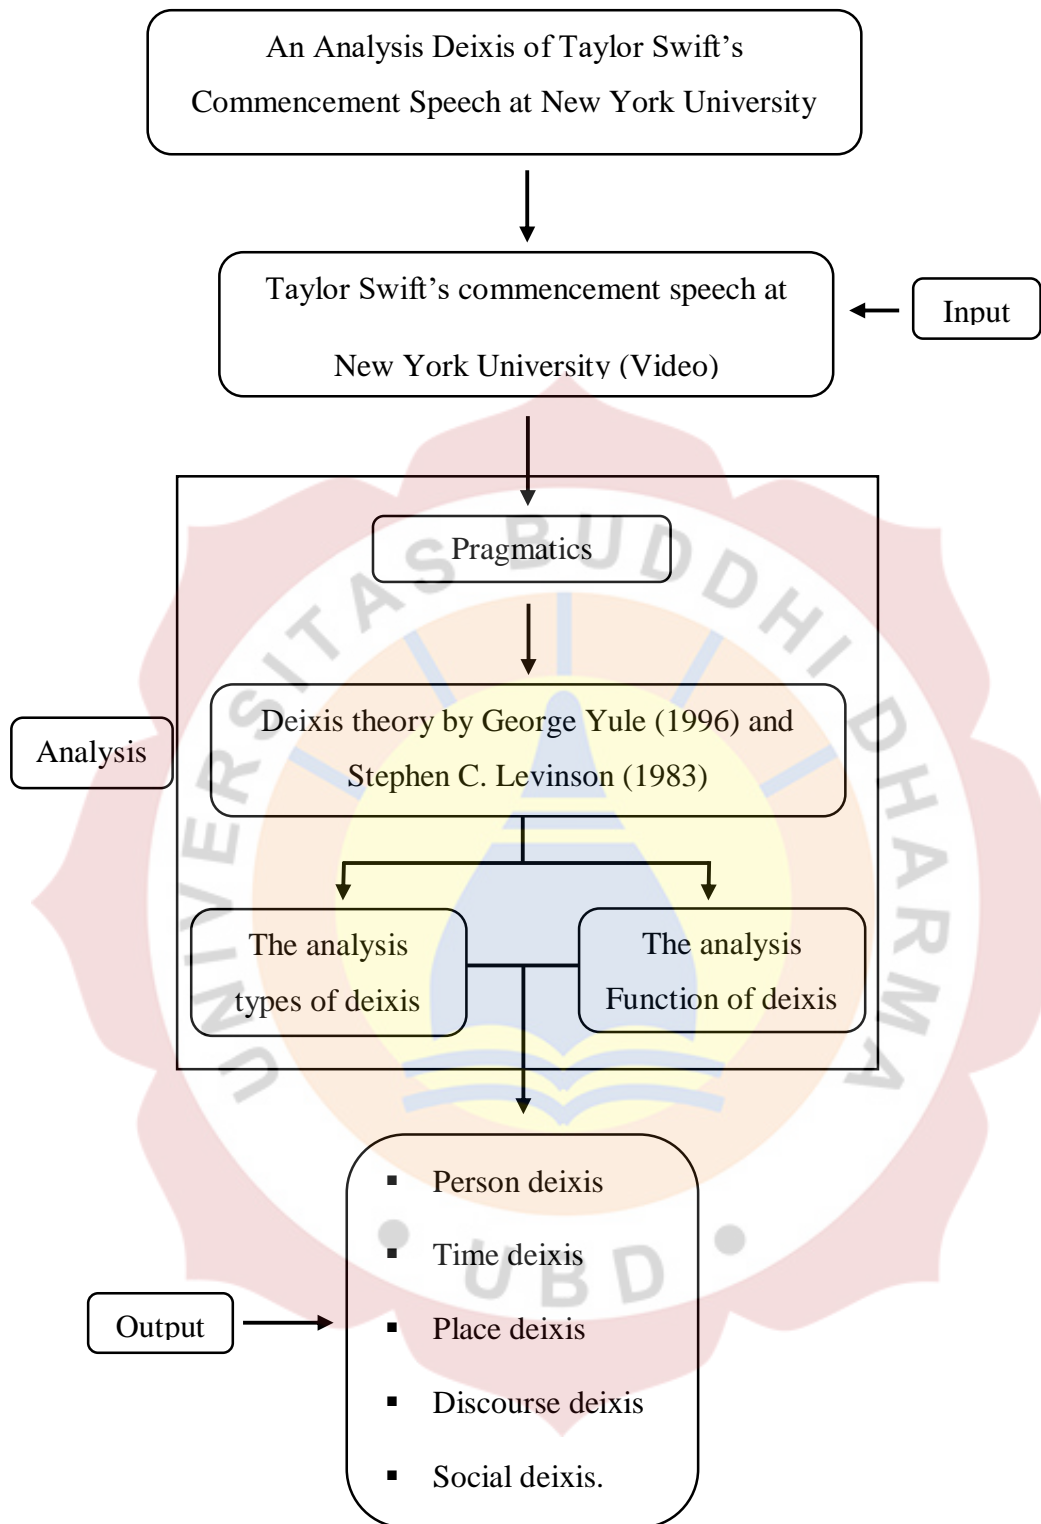 An Analysis Deixis of Taylor Swift’s
Commencement Speech at New York University
Taylor Swift’s commencement speech at
New York University (Video)
Input
Pragmatics
Analysis
Deixis theory by George Yule (1996) and
Stephen C. Levinson (1983)
The analysis
types of deixis
The analysis
Function of deixis
Output
▪ Person deixis
▪ Time deixis
▪ Place deixis
▪ Discourse deixis
▪ Social deixis.
UNIVERSITAS BUDDHI DHARMA
• UBD •